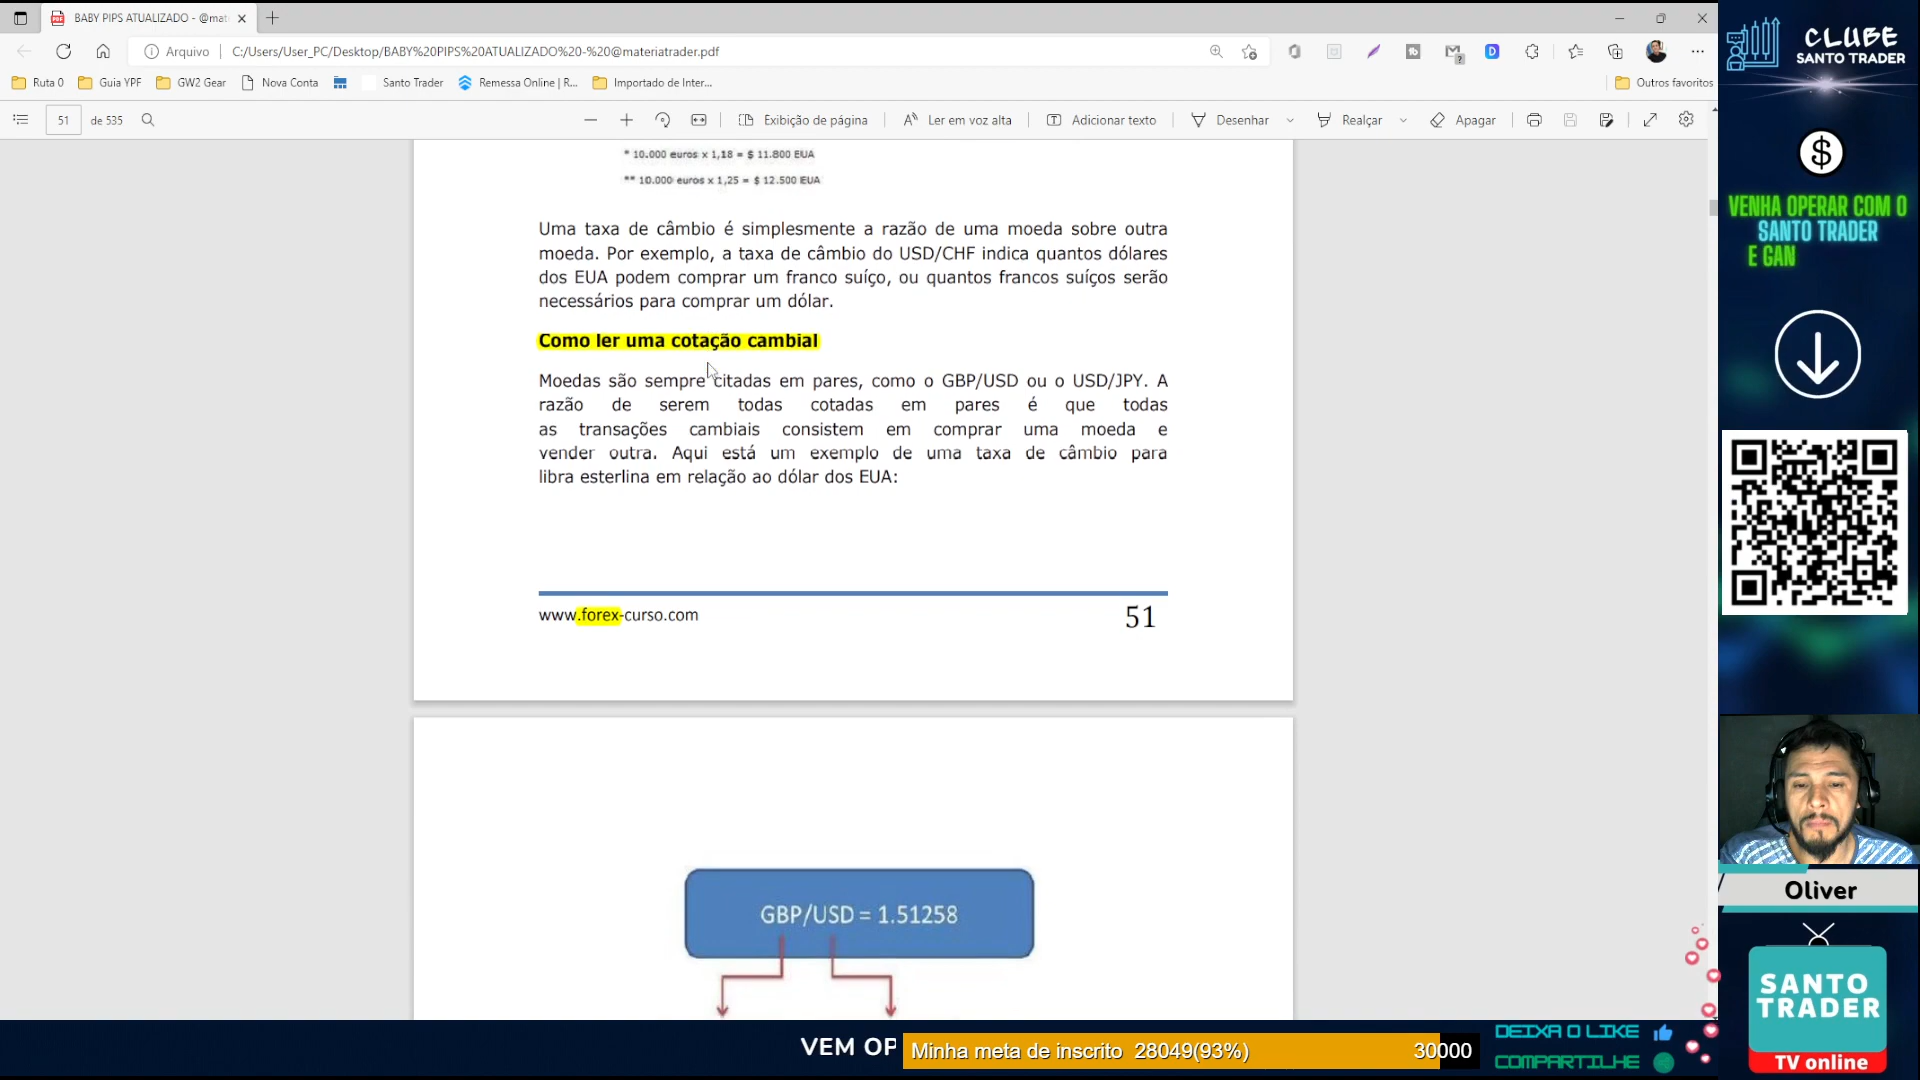 BABY PIPS ATUALIZADO - @mat
Arquivo
C:/Users/User_PC/Desktop/BABY%20PIPS%20ATUALIZADO%20-%20@materiatrader.pdf
Ruta 0
Guia YPF
GW2 Gear
Nova Conta
Santo Trader
Remessa Online | R...
Importado de Inter...
Outros favoritos
51
de 535
Exibição de página
Ler em voz alta
Adicionar texto
Desenhar
Realçar
Apagar
* 10.000 euros x 1,18 = $ 11.800 EUA
** 10.000 euros x 1,25 = $ 12.500 EUA
Uma taxa de câmbio é simplesmente a razão de uma moeda sobre outra
moeda. Por exemplo, a taxa de câmbio do USD/CHF indica quantos dólares
dos EUA podem comprar um franco suíço, ou quantos francos suíços serão
necessários para comprar um dólar.
Como ler uma cotação cambial
Moedas são sempre citadas em pares, como o GBP/USD ou o USD/JPY. A
razão de serem todas cotadas em pares é que todas
as transações cambiais consistem em comprar uma moeda e
vender outra. Aqui está um exemplo de uma taxa de câmbio para
libra esterlina em relação ao dólar dos EUA:
www.forex-curso.com
51
GBP/USD = 1.51258
CLUBE
SANTO TRADER
$
VENHA OPERAR COM O
SANTO TRADER
E GAN
Oliver
SANTO
TRADER
TV online
VEM OP
Minha meta de inscrito 28049(93%)
30000
DEIXA O LIKE
COMPARTILHE